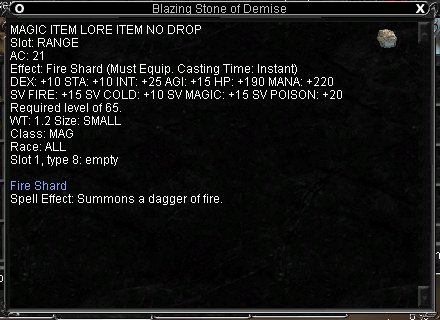 Blazing Stone of Demise
MAGIC ITEM LORE ITEM NO DROP
Slot: RANGE
AC: 21
Effect: Fire Shard (Must Equip. Casting Time: Instant)
DEX: +10 STA: +10 INT: +25 AGI: +15 HP: +190 MANA: +220
SV FIRE: +15 SV COLD: +10 SV MAGIC: +15 SV POISON: +20
Required level of 65.
WT: 1.2 Size: SMALL
Class: MAG
Race: ALL
Slot 1, type 8: empty
Fire Shard
Spell Effect: Summons a dagger of fire.